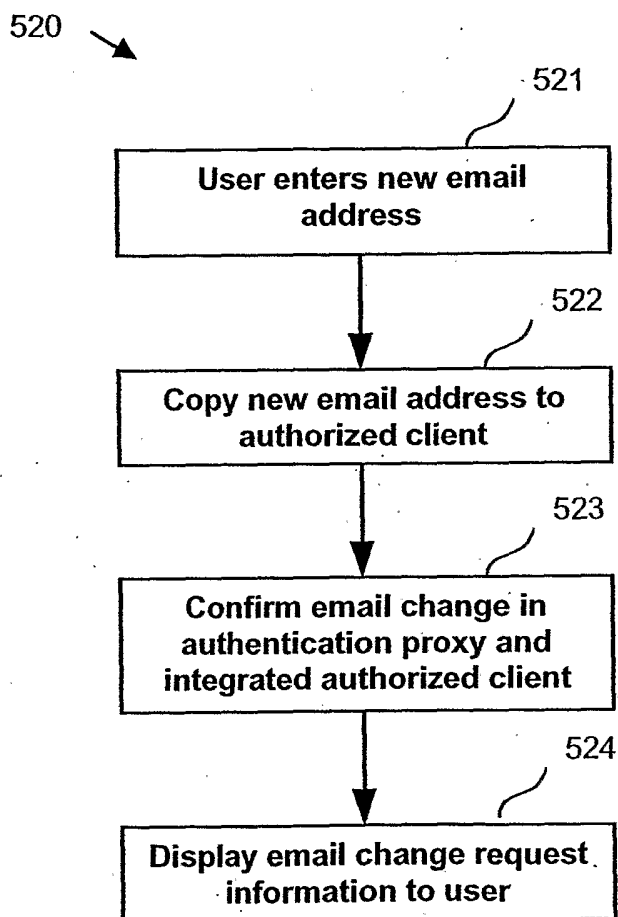 520
521
User enters new email
address
522
Copy new email address to
authorized client
523
Confirm email change in
authentication proxy and
integrated authorized client
524
Display email change request
information to user